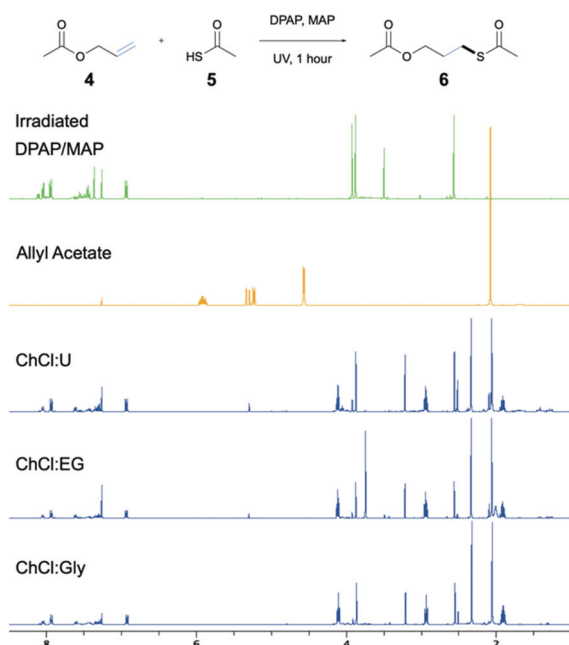 DPAP, MAP
O
O
+
O
HS
UV, 1 hour
O
O
S
O
4
5
6
Irradiated
DPAP/MAP
Allyl Acetate
ChCl:U
ChCl:EG
ChCl:Gly
8
6
4
2